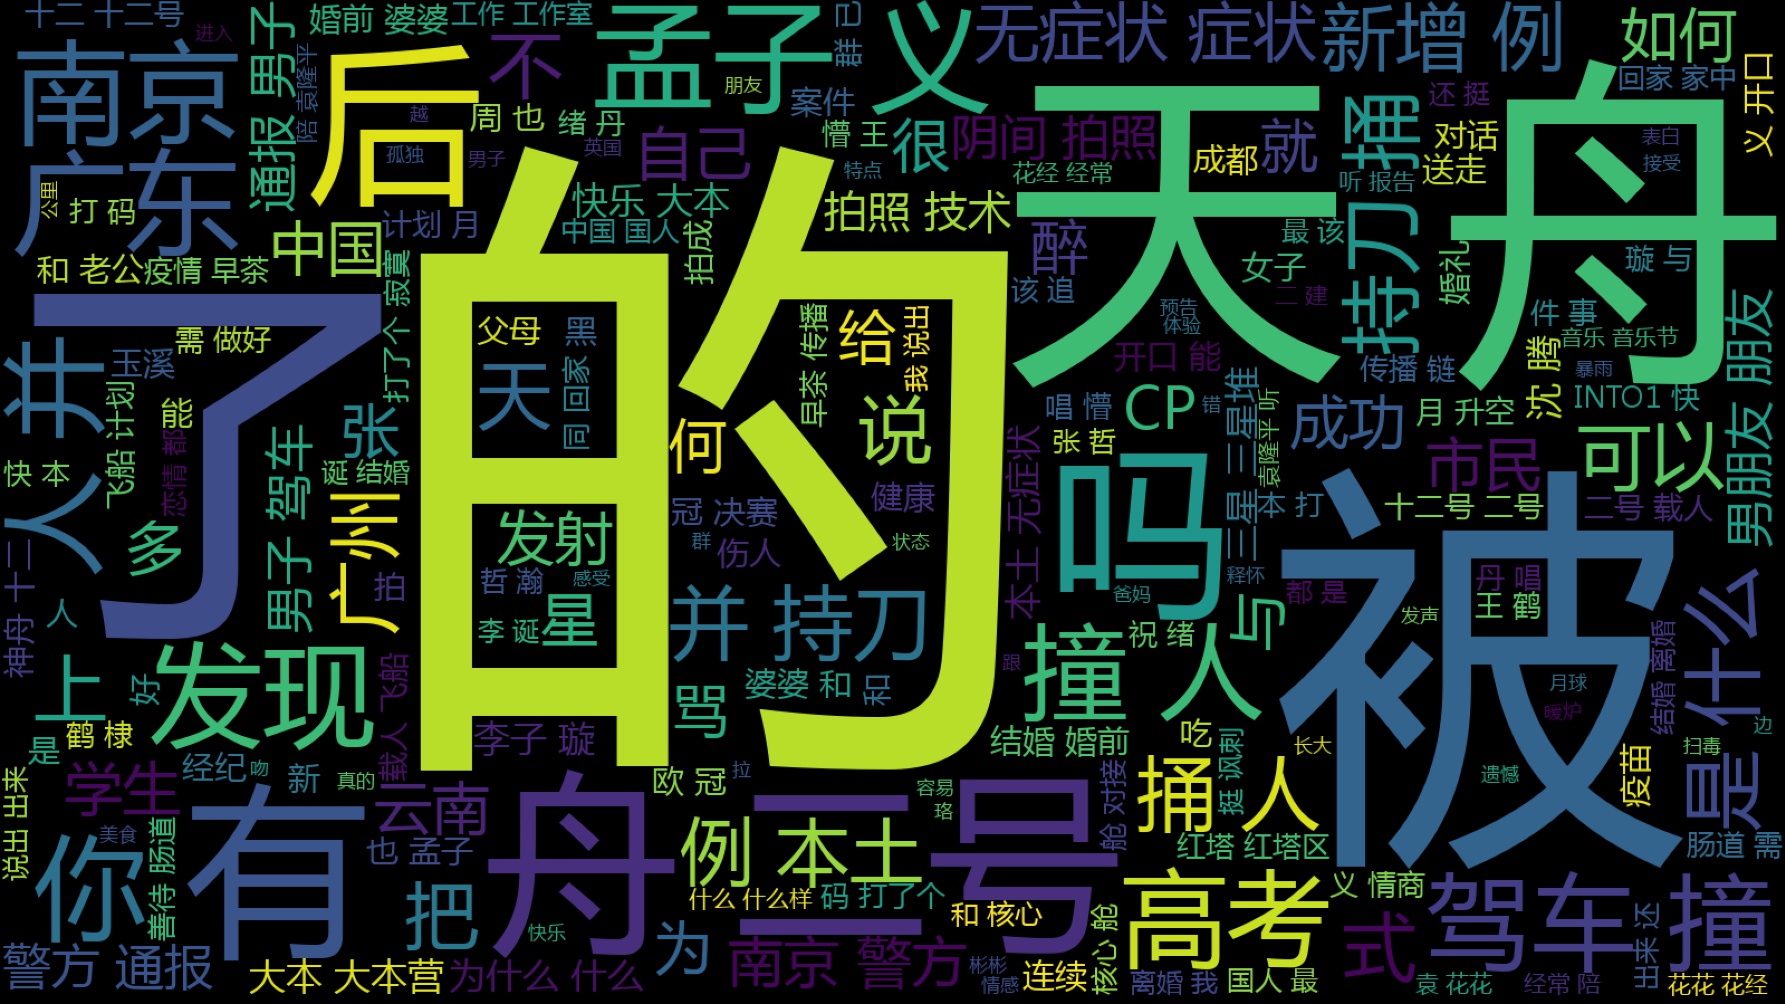 十二 十二号
进入
南京
广东
通报 男子
婚前 婆婆
工作 工作室
陪 袁隆平
后
不
孟子
义
群 己
无症状 症状
新增 例
如何
回家 家中
义 开口
朋友
案件
周 也
越
绪 丹
孤独
男子
英国
自己
懵 王
很
阴间 拍照
特点
花经 经常
成都
就
持刀 捅
还 挺
对话
送走
听 报告
表白
接受
天舟
公里
打 码
中国
计划 月
快乐 大本
中国 国人
拍成
拍照 技术
醉
最 该
女子
该 追
二 建
婚礼
璇 与
和 老公
疫情 早茶
打了个 寂寞
了
的
父母
黑
天
同 回家
早茶 传播
给
我 说出
说
何
预告
体验
开口 能
件 事
音乐 音乐节
暴雨
沈 腾
传播 链
男朋友 朋友
需 做好
玉溪
人 并
飞船 计划
能
恋情 都
张
诞 结婚
快 本
多
男子 驾车
广州
唱 懵
CP
错
三星 三星堆
袁隆平 听
张 哲
成功
月 升空
INTO1 快
市民
可以
健康
冠 决赛
伤人
群
状态
本土 无症状
吗
本 打
十二号 二号
二号 载人
发射
哲 瀚
感受
李 诞
星
并 持刀
释怀
都 是
丹 唱
王 鹤
发声
被
是什么
爸妈
祝 绪
与
神舟 十二
人
拍
上
好
发现
载人 飞船
婆婆 和
和
骂
跟
撞 人
结婚 婚前
月球
暖炉
结婚 离婚
边
扫毒
疫苗
是
鹤 棣
李子 璇
吃
挺 讽刺
长大
遗憾
经纪
吻
新
真的
欧 冠
拉
容易
珞
舱 对接
捅 人
学生
说出 出来
美食
善待 肠道
你
有
云南
也 孟子
舟
例 本土
二号
红塔 红塔区
肠道 需
把
什么 什么样
码 打了个
和 核心
核心 舱
高考
义 情商
式
驾车 撞
出来 还
快乐
为
南京 警方
彬彬
情感
连续
警方 通报
大本 大本营
为什么 什么
离婚 我
国人 最
袁 花花
经常 陪
花花 花经